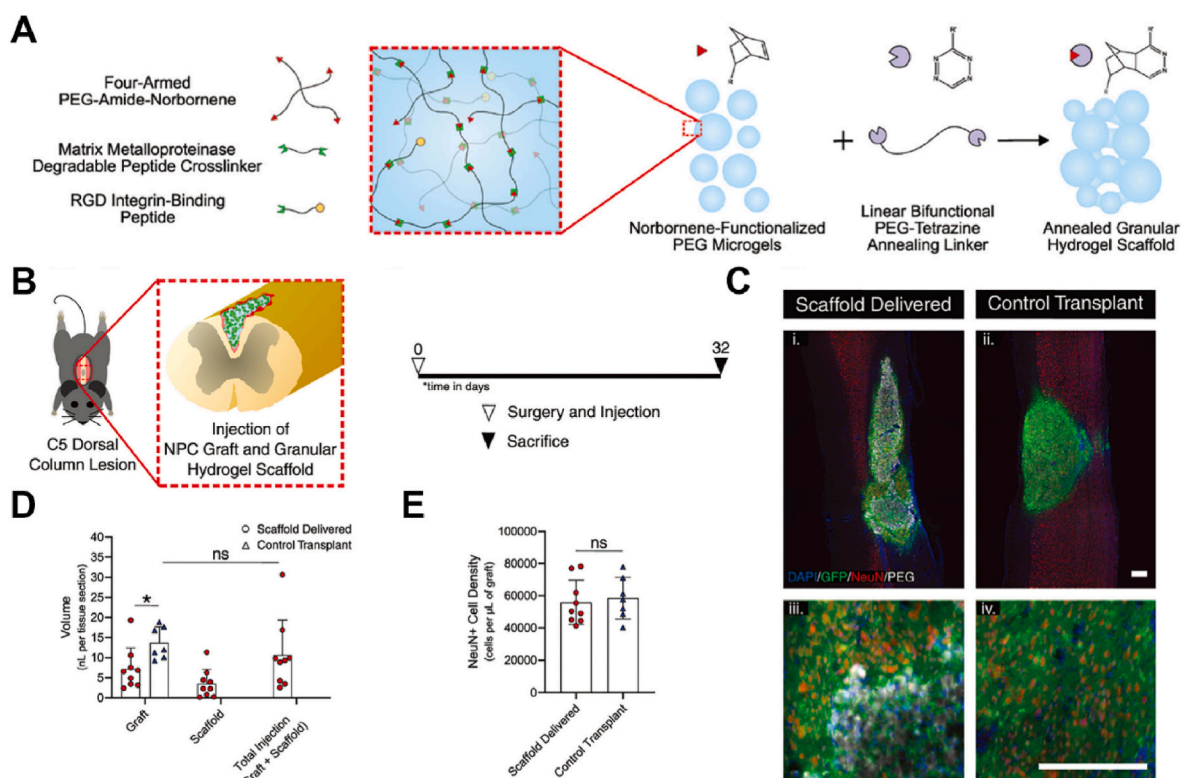 A
Four-Armed
PEG-Amide-Norbornene
Matrix Metalloproteinase
Degradable Peptide Crosslinker
RGD Integrin-Binding
Peptide
R
Norbornene-Functionalized
PEG Microgels
+
R'
N
N
N
N
Linear Bifunctional
PEG-Tetrazine
Annealing Linker
R'
N
N
R
Annealed Granular
Hydrogel Scaffold
B
C5 Dorsal
Column Lesion
Injection of
NPC Graft and Granular
Hydrogel Scaffold
0
32
*time in days
Surgery and Injection
Sacrifice
C
Scaffold Delivered
Control Transplant
i.
ii.
DAPI/GFP/NeuN/PEG
iii.
iv.
D
Scaffold Delivered
Control Transplant
ns
*
Volume
(nL per tissue section)
40
35
30
25
20
15
10
5
0
Graft
Scaffold
Total Injection
raft + Scaffold)
E
ns
NeuN+ Cell Density
(cells per µL of graft)
100000
80000
60000
40000
20000
0
Scaffold Delivered
Control Transplant